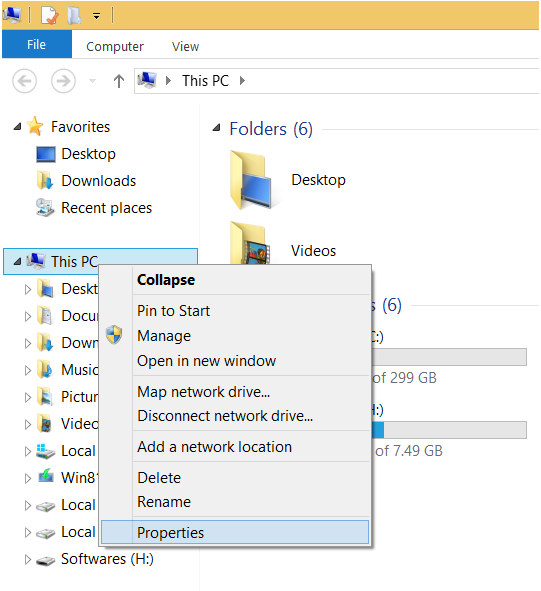 File
Computer
View
This PC
Favorites
Desktop
Downloads
Recent places
This PC
Deskt
Docu
Down
Music
Pictur
Video
Local
Win81
Local
Local
Softwares (H:)
Folders (6)
Desktop
Videos
s (6)
C:)
of 299 GB
H:)
of 7.49 GB
Collapse
Pin to Start
Manage
Open in new window
Map network drive...
Disconnect network drive...
Add a network location
Delete
Rename
Properties